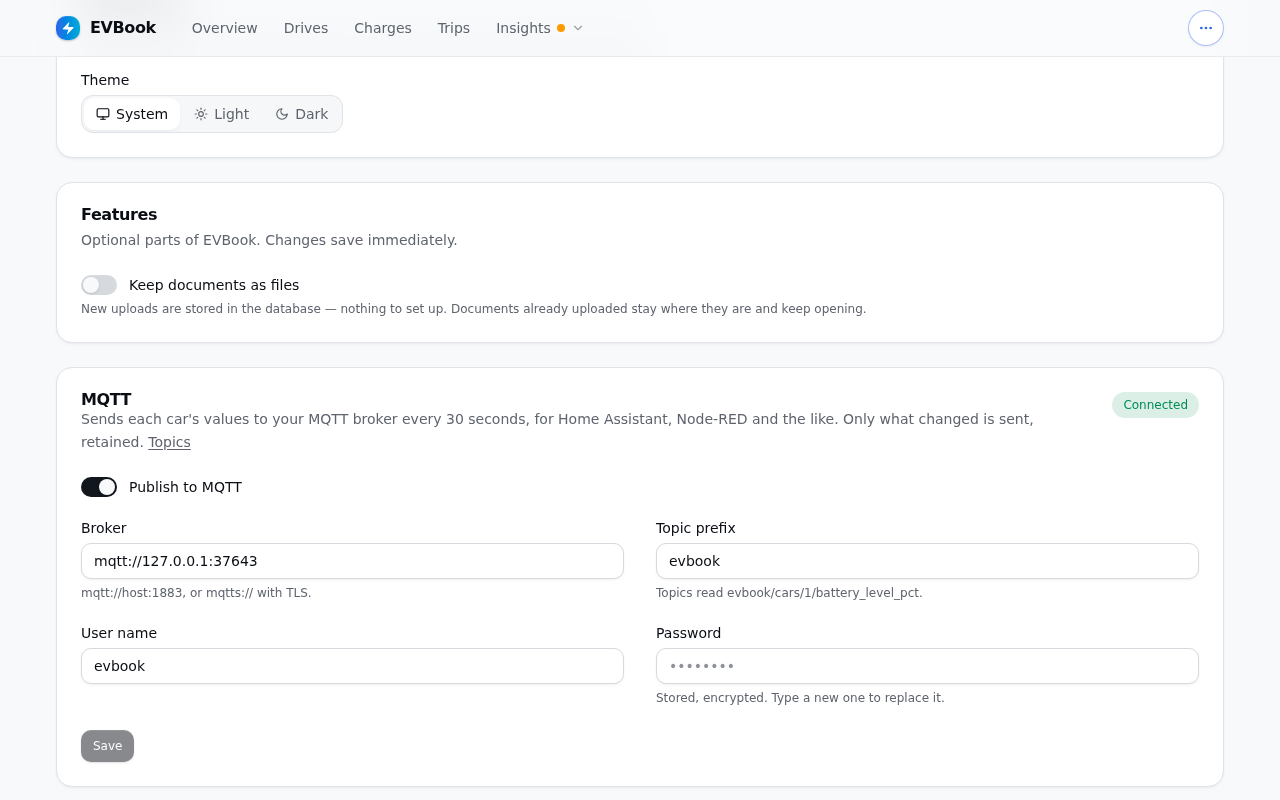 EVBook Drives Charges Trips Insights
Overview
Theme
System Light Dark
Features
Optional parts of EVBook. Changes save immediately.
Keep documents as files
New uploads are stored in the database — nothing to set up. Documents already uploaded stay where they are and keep opening.
MQTT
Connected
Sends each car's values to your MQTT broker every 30 seconds, for Home Assistant, Node-RED and the like. Only what changed is sent,
retained. Topics
Publish to MQTT
Broker
mqtt://127.0.0.1:37643
mqtt://host:1883, or mqtts:// with TLS.
Topic prefix
evbook
Topics read evbook/cars/1/battery_level_pct.
User name
evbook
Password
••••••••
Stored, encrypted. Type a new one to replace it.
Save